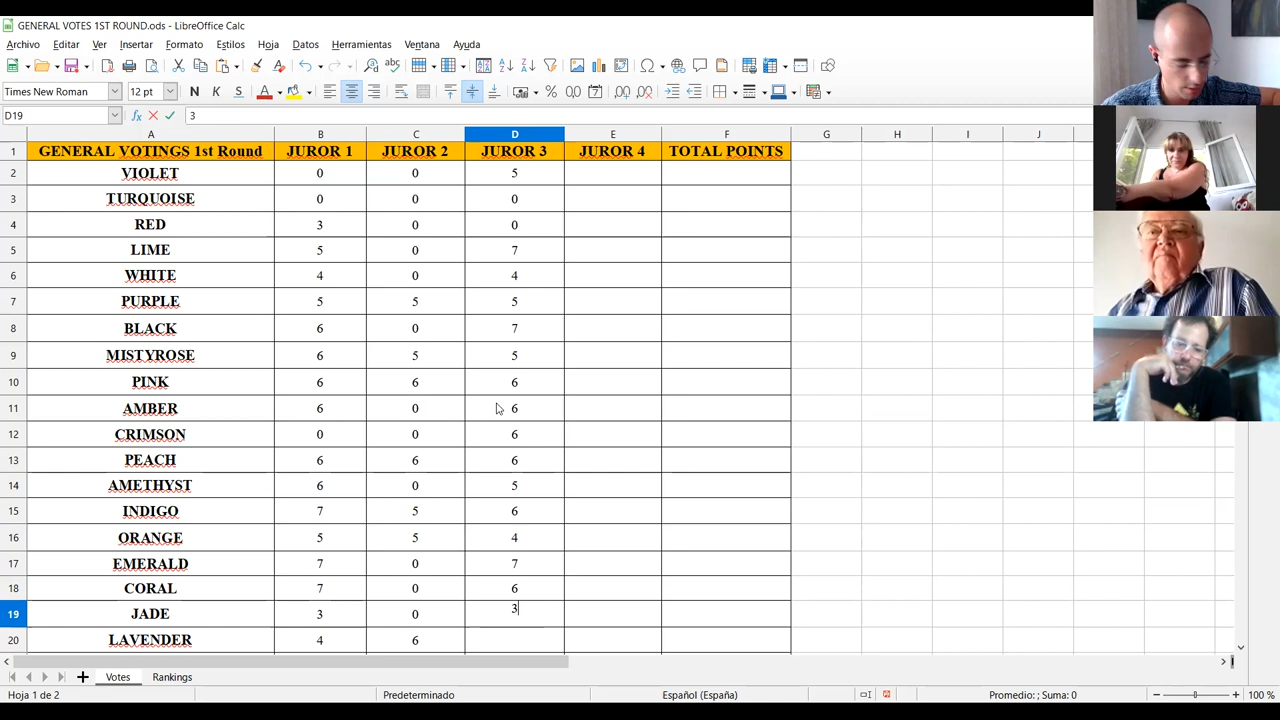 GENERAL VOTES 1ST ROUND.ods - LibreOffice Calc
Archivo Editar Ver Insertar Formato Estilos Hoja Datos Herramientas Ventana Ayuda
Times New Roman 12 pt N K S
D19 3
A B C D E F G H I J
1 GENERAL VOTINGS 1st Round JUROR 1 JUROR 2 JUROR 3 JUROR 4 TOTAL POINTS
2 VIOLET 0 0 5
3 TURQUOISE 0 0 0
4 RED 3 0 0
5 LIME 5 0 7
6 WHITE 4 0 4
7 PURPLE 5 5 5
8 BLACK 6 0 7
9 MISTYROSE 6 5 5
10 PINK 6 6 6
11 AMBER 6 0 6
12 CRIMSON 0 0 6
13 PEACH 6 6 6
14 AMETHYST 6 0 5
15 INDIGO 7 5 6
16 ORANGE 5 5 4
17 EMERALD 7 0 7
18 CORAL 7 0 6
19 JADE 3 0 3
20 LAVENDER 4 6
Votes Rankings
Hoja 1 de 2 Predeterminado Español (España) Promedio: ; Suma: 0 100 %